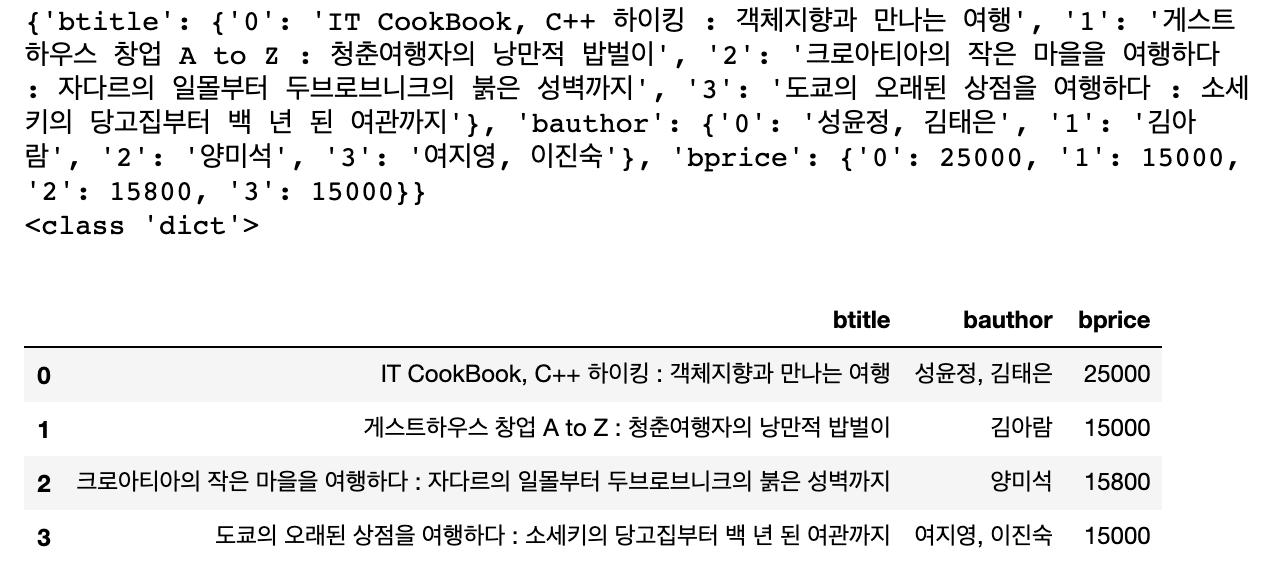 {'btitle': {'0': 'IT CookBook, C++ 하이킹 : 객체지향과 만나는 여행', '1': '게스트
하우스 창업 A to Z : 청춘여행자의 낭만적 밥벌이', '2': '크로아티아의 작은 마을을 여행하다
: 자다르의 일몰부터 두브로브니크의 붉은 성벽까지', '3': '도쿄의 오래된 상점을 여행하다 : 소세
키의 당고집부터 백 년 된 여관까지'}, 'bauthor': {'0': '성윤정, 김태은', '1': '김아
람', '2': '양미석', '3': '여지영, 이진숙'}, 'bprice': {'0': 25000, '1': 15000,
'2': 15800, '3': 15000}}
<class 'dict'>
btitle bauthor bprice
0 IT CookBook, C++ 하이킹 : 객체지향과 만나는 여행 성윤정, 김태은 25000
1 게스트하우스 창업 A to Z : 청춘여행자의 낭만적 밥벌이 김아람 15000
2 크로아티아의 작은 마을을 여행하다 : 자다르의 일몰부터 두브로브니크의 붉은 성벽까지 양미석 15800
3 도쿄의 오래된 상점을 여행하다 : 소세키의 당고집부터 백 년 된 여관까지 여지영, 이진숙 15000